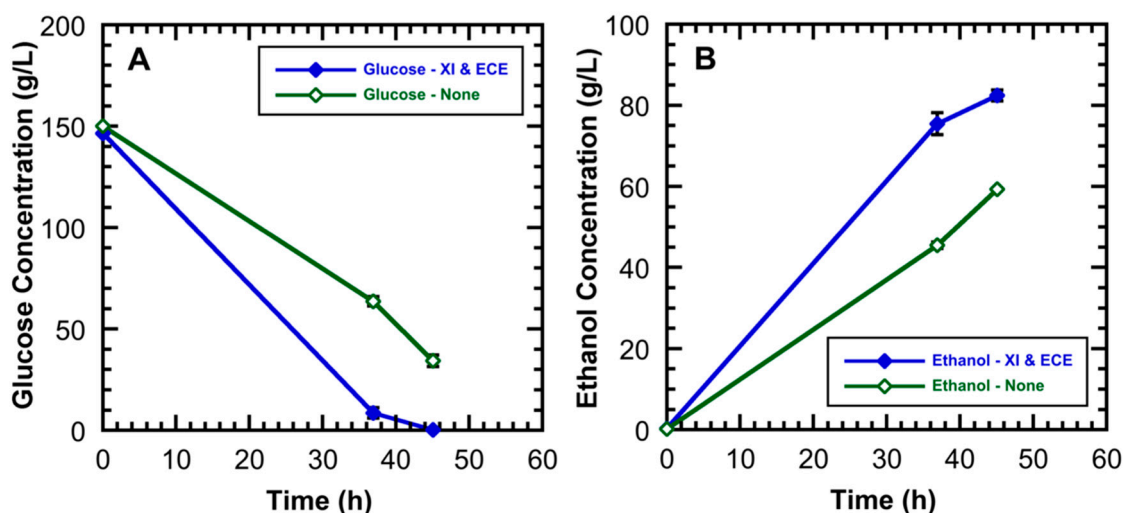 A
Glucose - XI & ECE
Glucose - None
Glucose Concentration (g/L)
200
150
100
50
0
0 10 20 30 40 50 60
Time (h)
B
Ethanol - XI & ECE
Ethanol - None
Ethanol Concentration (g/L)
100
80
60
40
20
0
0 10 20 30 40 50 60
Time (h)